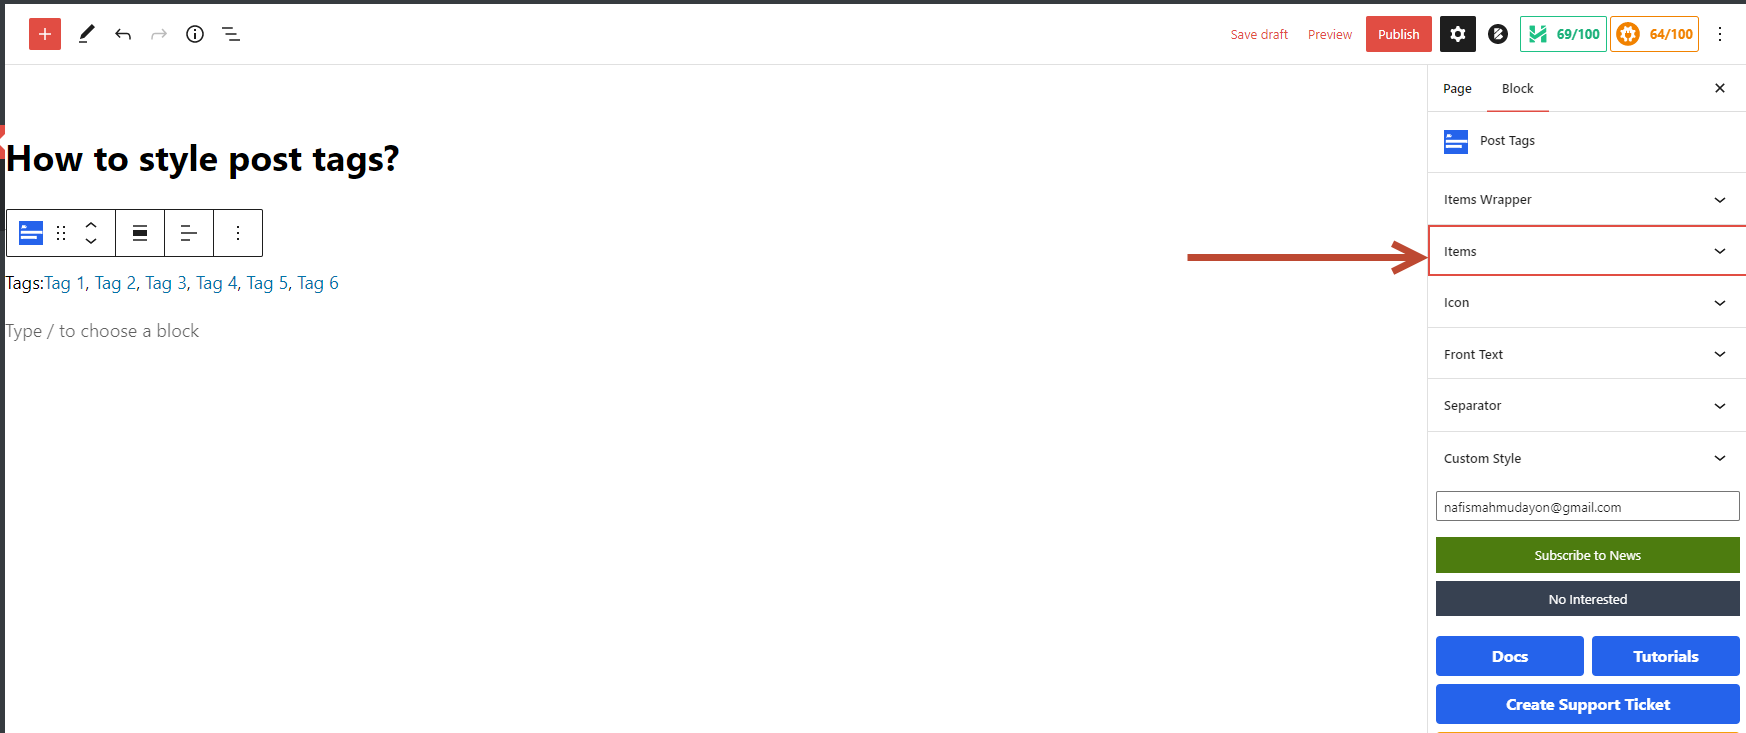 Save draft
Preview
Publish
69/100
64/100
Page
Block
Post Tags
How to style post tags?
Items Wrapper
Items
Tags:Tag 1, Tag 2, Tag 3, Tag 4, Tag 5, Tag 6
Icon
Type / to choose a block
Front Text
Separator
Custom Style
nafismahmudayon@gmail.com
Subscribe to News
No Interested
Docs
Tutorials
Create Support Ticket